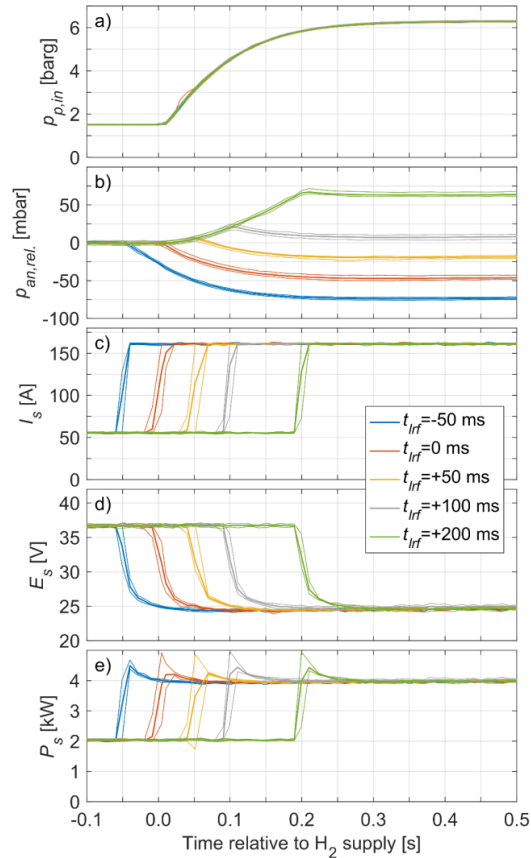 a)
6
4
2
0
p_p,in [barg]
b)
50
0
-50
-100
p_an,rel. [mbar]
c)
150
100
50
0
I_s [A]
t_lrf=-50 ms
t_lrf=0 ms
t_lrf=+50 ms
t_lrf=+100 ms
t_lrf=+200 ms
d)
40
35
30
25
20
E_s [V]
e)
5
4
3
2
1
0
P_s [kW]
-0.1 0.0 0.1 0.2 0.3 0.4 0.5
Time relative to H₂ supply [s]